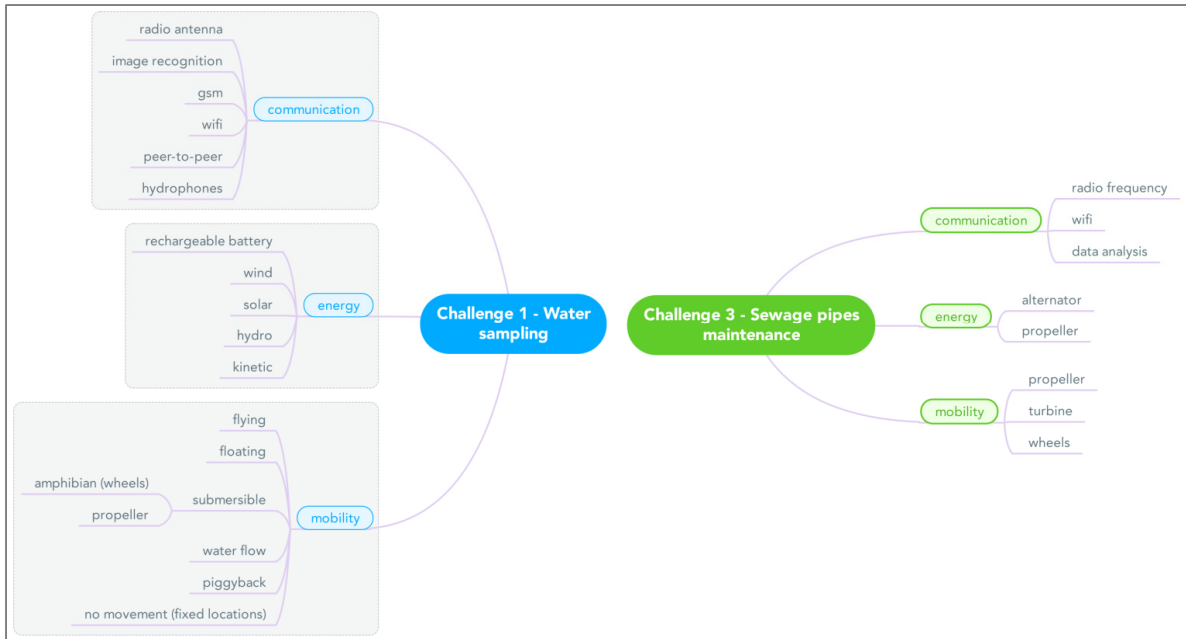 radio antenna
image recognition
gsm
wifi
peer-to-peer
hydrophones
communication
rechargeable battery
wind
solar
hydro
kinetic
energy
flying
floating
amphibian (wheels)
propeller
submersible
water flow
piggyback
no movement (fixed locations)
mobility
Challenge 1 - Water
sampling
Challenge 3 - Sewage pipes
maintenance
communication
radio frequency
wifi
data analysis
energy
alternator
propeller
mobility
propeller
turbine
wheels